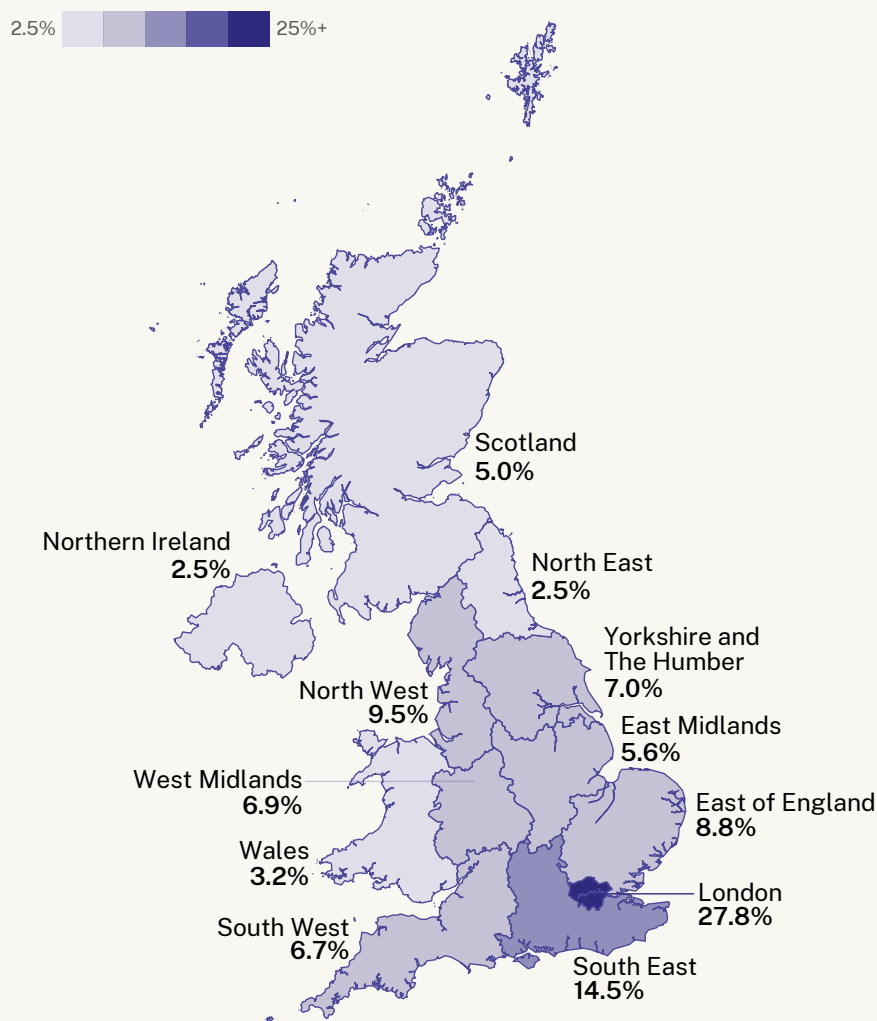 2.5% 25%+
Scotland
5.0%
Northern Ireland
2.5%
North East
2.5%
Yorkshire and
The Humber
7.0%
North West
9.5%
East Midlands
5.6%
West Midlands
6.9%
East of England
8.8%
Wales
3.2%
London
27.8%
South West
6.7%
South East
14.5%